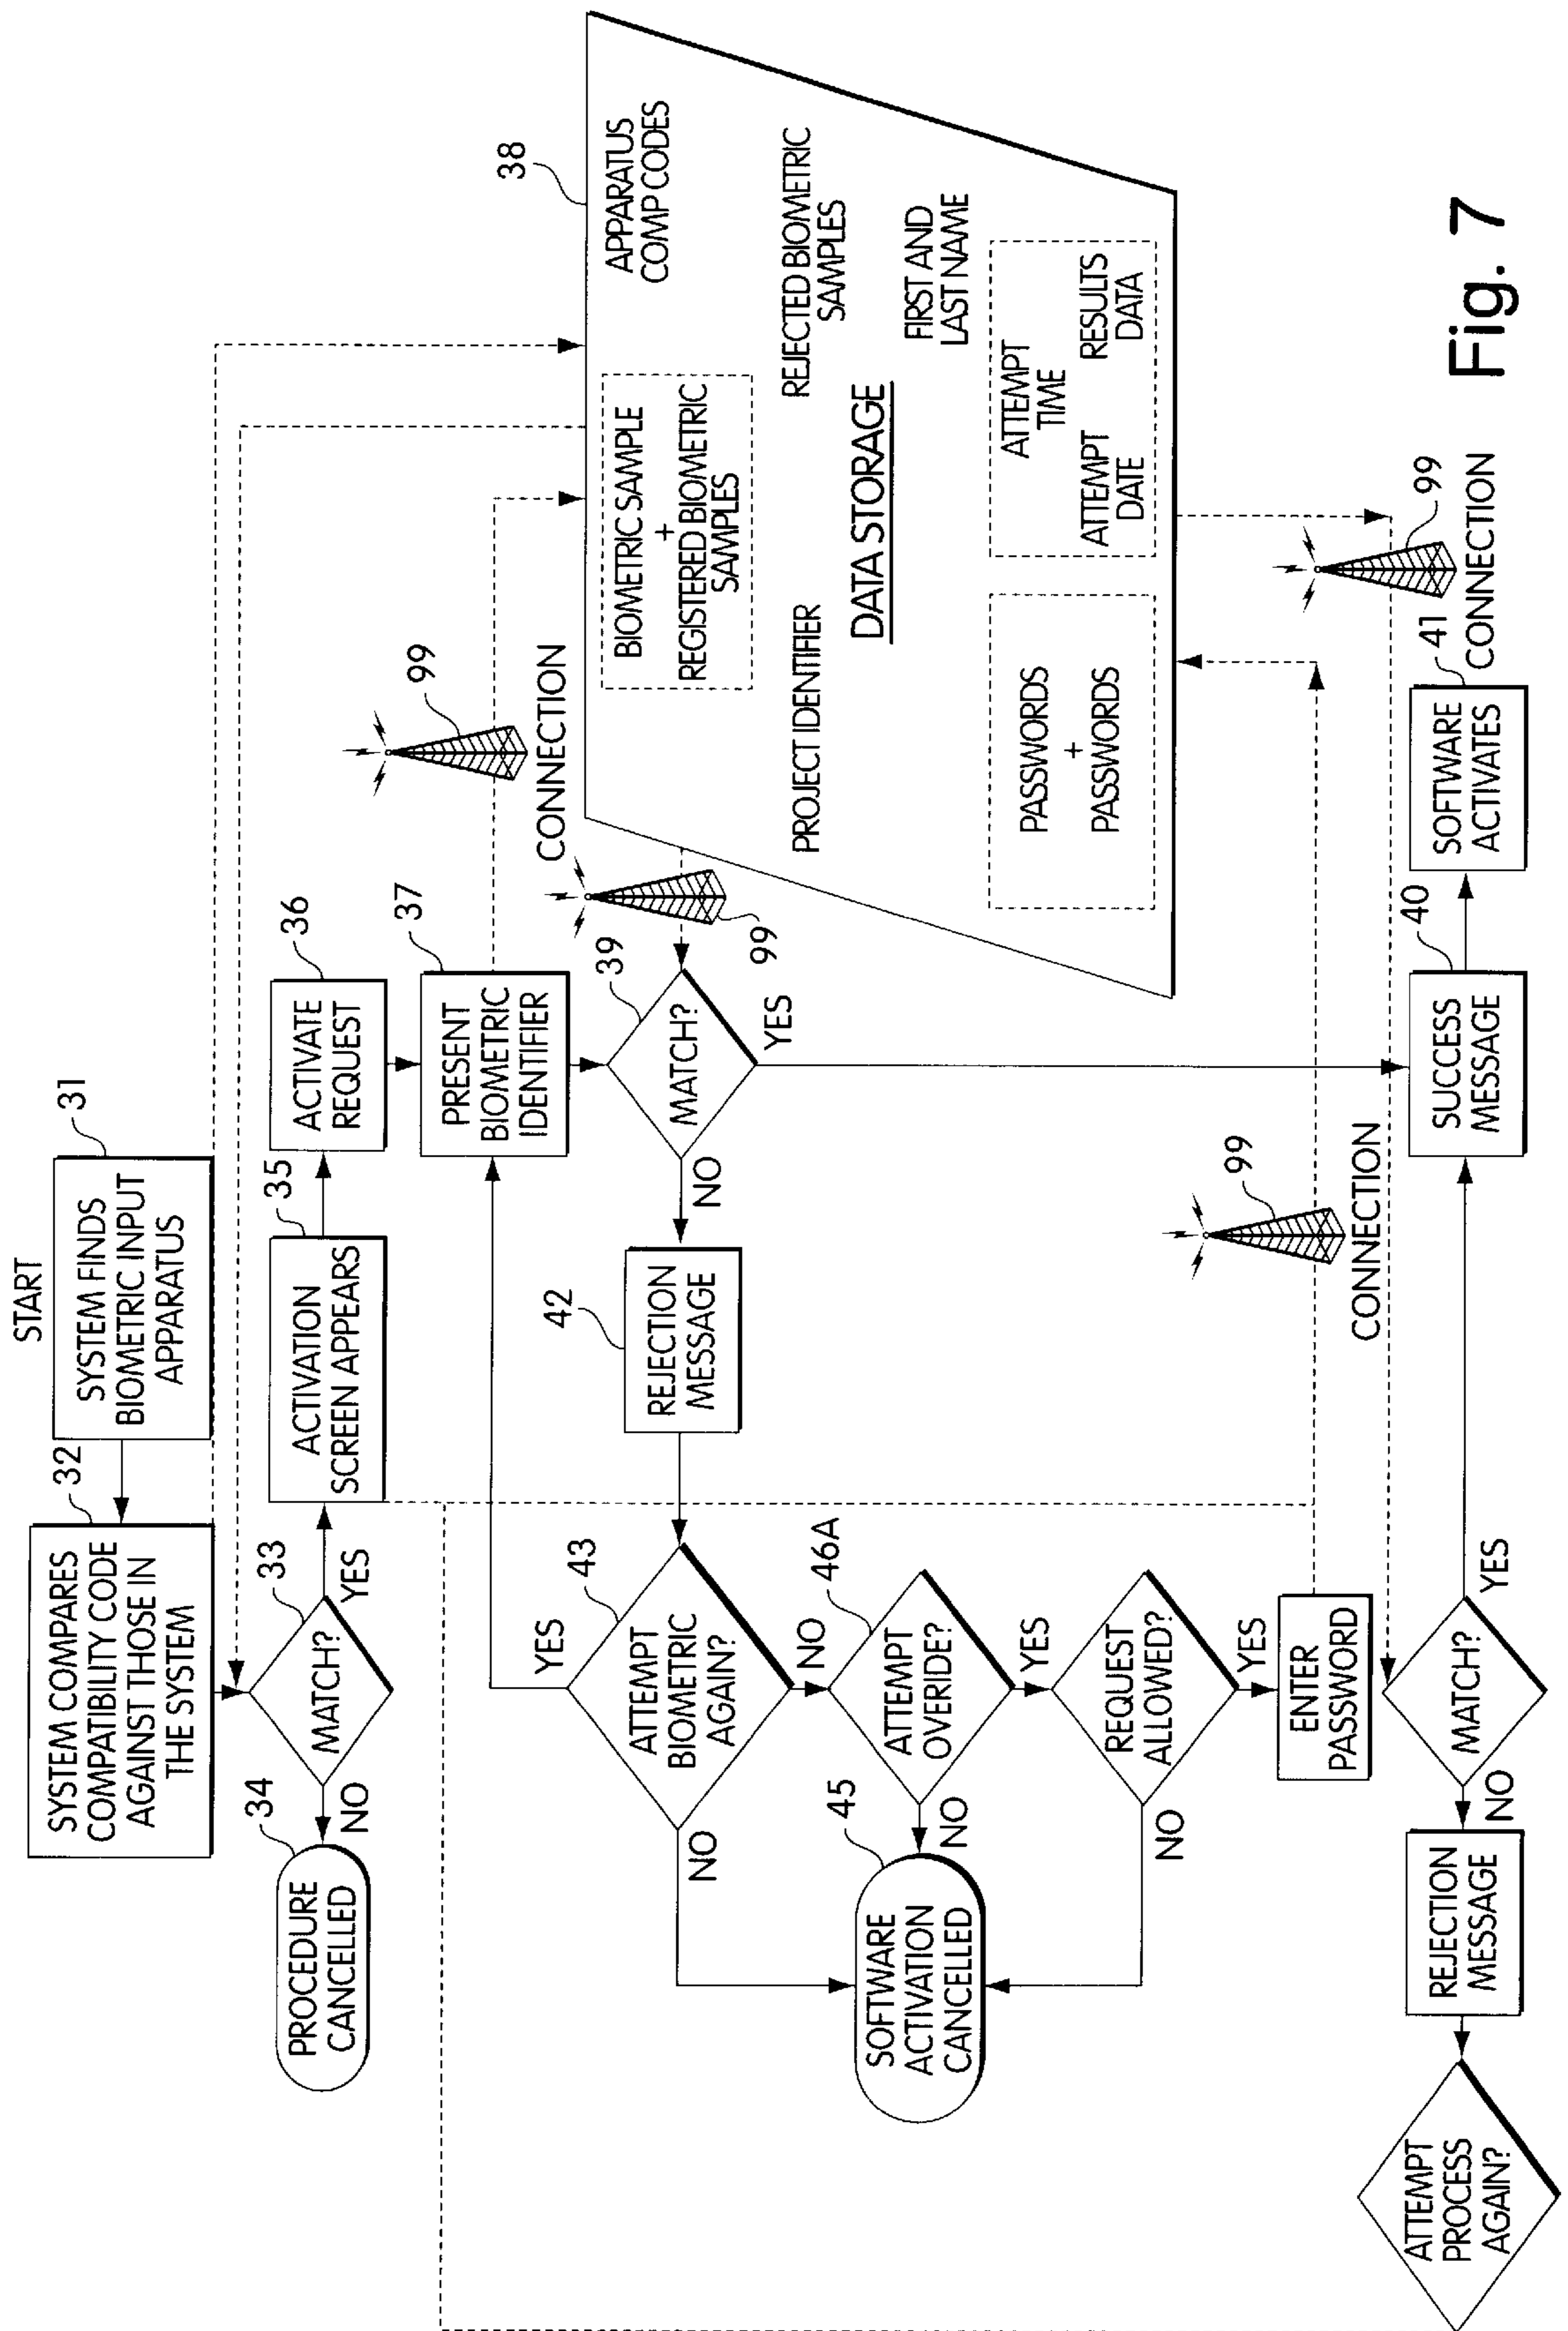 START
31
SYSTEM FINDS
BIOMETRIC INPUT
APPARATUS
32
SYSTEM COMPARES
COMPATIBILITY CODE
AGAINST THOSE IN
THE SYSTEM
33
MATCH?
NO
YES
34
PROCEDURE
CANCELLED
35
ACTIVATION
SCREEN APPEARS
36
ACTIVATE
REQUEST
37
PRESENT
BIOMETRIC
IDENTIFIER
99
CONNECTION
38
APPARATUS
COMP CODES
BIOMETRIC SAMPLE
+
REGISTERED BIOMETRIC
SAMPLES
REJECTED BIOMETRIC
SAMPLES
PROJECT IDENTIFIER
DATA STORAGE
FIRST AND
LAST NAME
PASSWORDS
+
PASSWORDS
ATTEMPT
TIME
ATTEMPT
DATE
RESULTS
DATA
99
39
MATCH?
YES
NO
42
REJECTION
MESSAGE
43
ATTEMPT
BIOMETRIC
AGAIN?
YES
NO
NO
46A
ATTEMPT
OVERIDE?
NO
YES
45
SOFTWARE
ACTIVATION
CANCELLED
REQUEST
ALLOWED?
NO
YES
ENTER
PASSWORD
99
CONNECTION
99
CONNECTION
MATCH?
YES
NO
40
SUCCESS
MESSAGE
41
SOFTWARE
ACTIVATES
REJECTION
MESSAGE
ATTEMPT
PROCESS
AGAIN?
Fig. 7